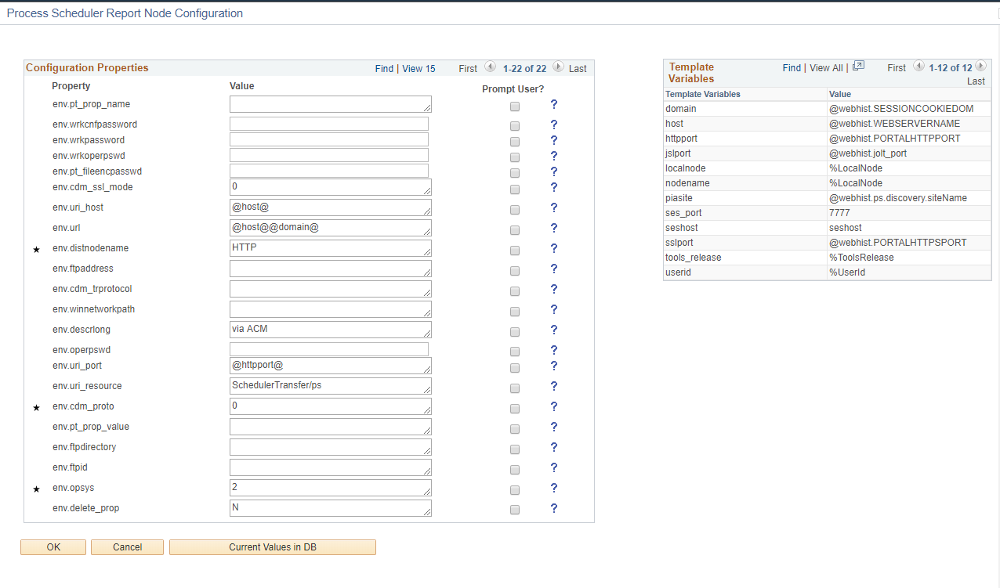 Process Scheduler Report Node Configuration
Configuration Properties Find | View 15 First 1-22 of 22 Last
Property Value Prompt User?
env.pt_prop_name ?
env.wrkcnfpassword ?
env.wrkpassword ?
env.wrkoperpswd ?
env.pt_fileencpasswd ?
env.cdm_ssl_mode 0 ?
env.uri_host @host@ ?
env.url @host@@domain@ ?
★ env.distnodename HTTP ?
env.ftpaddress ?
env.cdm_trprotocol ?
env.winnetworkpath ?
env.descrlong via ACM ?
env.operpswd ?
env.uri_port @httpport@ ?
env.uri_resource SchedulerTransfer/ps ?
★ env.cdm_proto 0 ?
env.pt_prop_value ?
env.ftpdirectory ?
env.ftpid ?
★ env.opsys 2 ?
env.delete_prop N ?
OK Cancel Current Values in DB
Template Variables Find | View All | First 1-12 of 12 Last
Template Variables Value
domain @webhist.SESSIONCOOKIEDOM
host @webhist.WEBSERVERNAME
httpport @webhist.PORTALHTTPPORT
jslport @webhist.jolt_port
localnode %LocalNode
nodename %LocalNode
piasite @webhist.ps.discovery.siteName
ses_port 7777
seshost seshost
sslport @webhist.PORTALHTTPSPORT
tools_release %ToolsRelease
userid %UserId